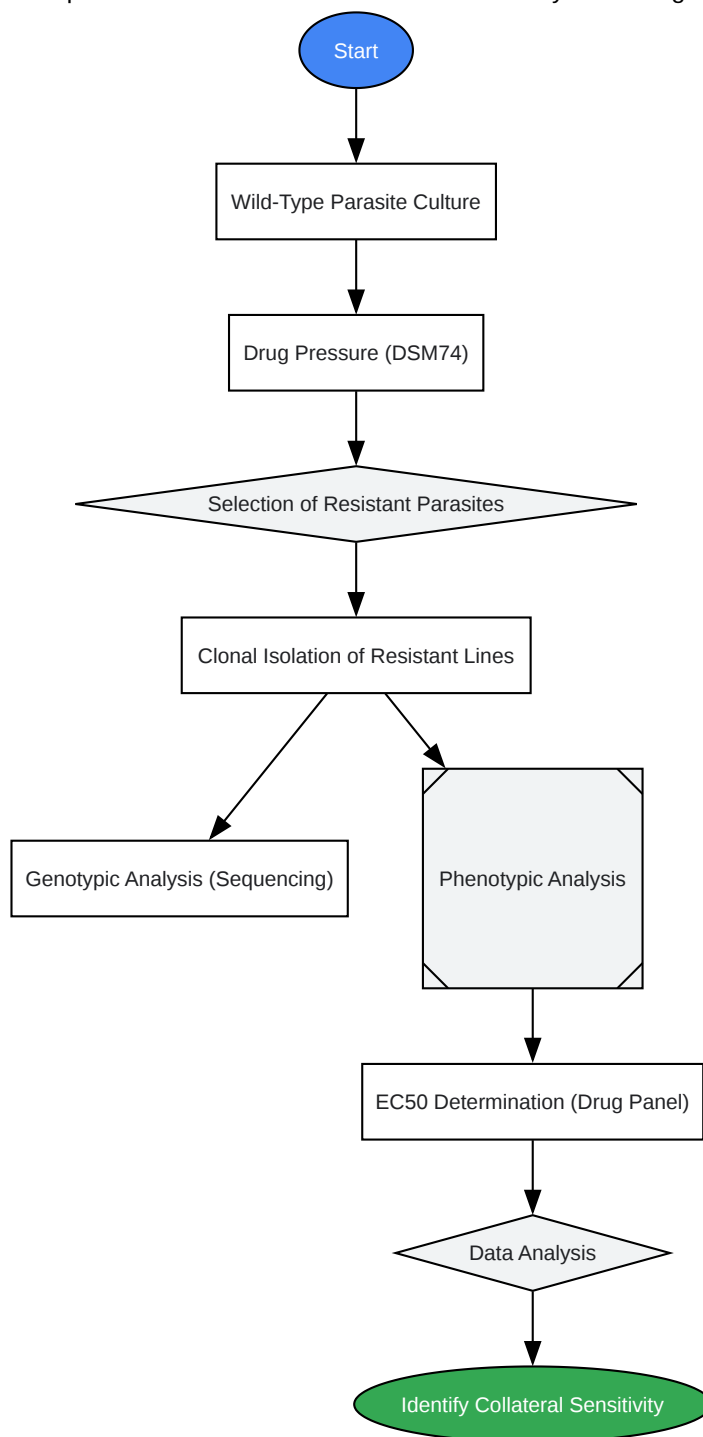 Start
Wild-Type Parasite Culture
Drug Pressure (DSM74)
Selection of Resistant Parasites
Clonal Isolation of Resistant Lines
Genotypic Analysis (Sequencing)
Phenotypic Analysis
EC50 Determination (Drug Panel)
Data Analysis
Identify Collateral Sensitivity